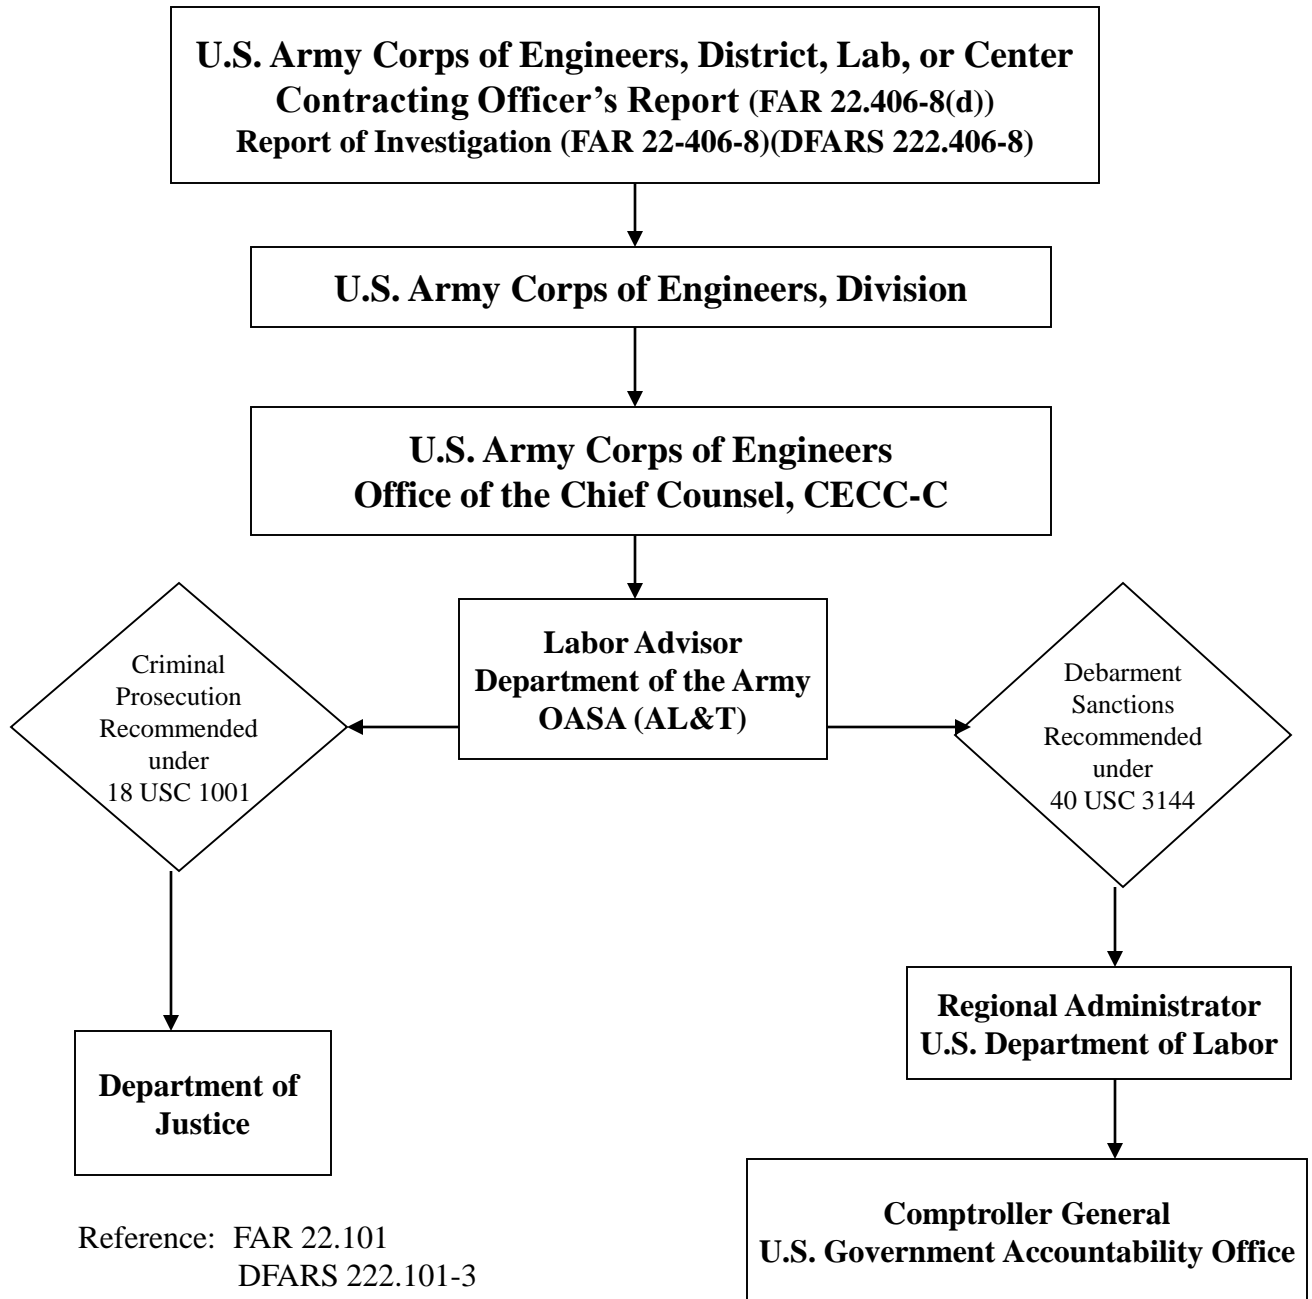 U.S. Army Corps of Engineers, District, Lab, or Center
Contracting Officer's Report (FAR 22.406-8(d))
Report of Investigation (FAR 22-406-8)(DFARS 222.406-8)
U.S. Army Corps of Engineers, Division
U.S. Army Corps of Engineers
Office of the Chief Counsel, CECC-C
Labor Advisor
Department of the Army
OASA (AL&T)
Criminal
Prosecution
Recommended
under
18 USC 1001
Debarment
Sanctions
Recommended
under
40 USC 3144
Department of
Justice
Regional Administrator
U.S. Department of Labor
Comptroller General
U.S. Government Accountability Office
Reference: FAR 22.101
DFARS 222.101-3